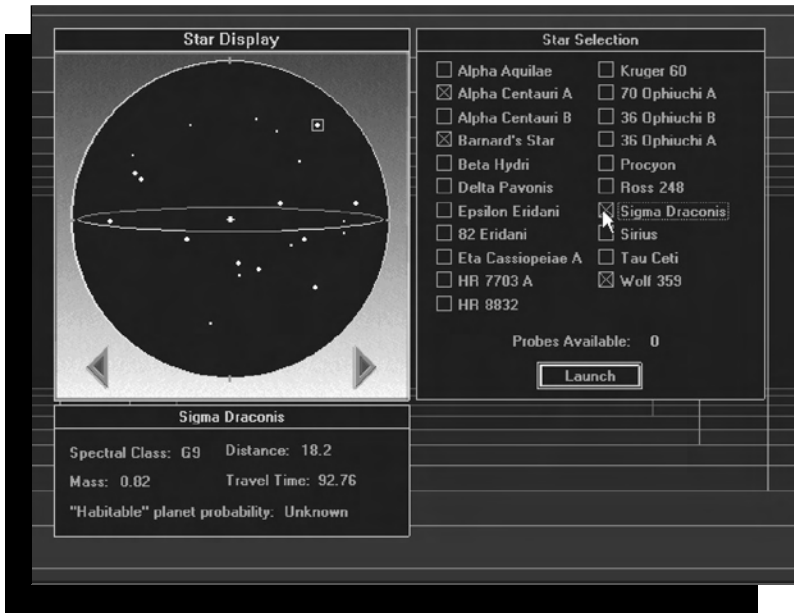 Star Display
Star Selection
Alpha Aquilae
Alpha Centauri A
Alpha Centauri B
Barnard's Star
Beta Hydri
Delta Pavonis
Epsilon Eridani
82 Eridani
Eta Cassiopeiae A
HR 7703 A
HR 8832
Kruger 60
70 Ophiuchi A
36 Ophiuchi B
36 Ophiuchi A
Procyon
Ross 248
Sigma Draconis
Sirius
Tau Ceti
Wolf 359
Probes Available: 0
Launch
Sigma Draconis
Spectral Class: G9 Distance: 18.2
Mass: 0.82 Travel Time: 92.76
"Habitable" planet probability: Unknown